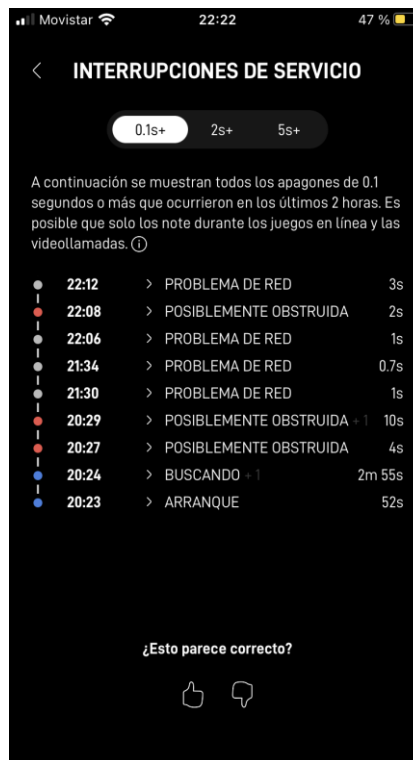 Movistar 22:22 47 %
INTERRUPCIONES DE SERVICIO
0.1s+ 2s+ 5s+
A continuación se muestran todos los apagones de 0.1
segundos o más que ocurrieron en los últimos 2 horas. Es
posible que solo los note durante los juegos en línea y las
videollamadas.
22:12 > PROBLEMA DE RED 3s
22:08 > POSIBLEMENTE OBSTRUIDA 2s
22:06 > PROBLEMA DE RED 1s
21:34 > PROBLEMA DE RED 0.7s
21:30 > PROBLEMA DE RED 1s
20:29 > POSIBLEMENTE OBSTRUIDA + 1 10s
20:27 > POSIBLEMENTE OBSTRUIDA 4s
20:24 > BUSCANDO + 1 2m 55s
20:23 > ARRANQUE 52s
¿Esto parece correcto?